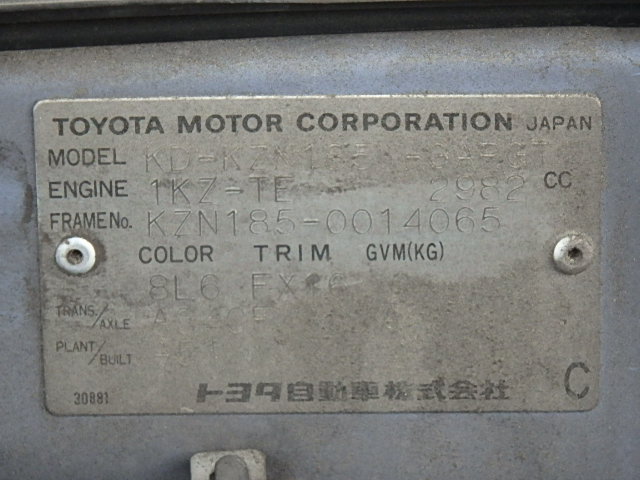 TOYOTA MOTOR CORPORATION JAPAN
MODEL
ENGINE 1KZ-TE 2982 CC
FRAME No. KZN185-0014065
COLOR TRIM GVM(KG)
8L6
TRANS./AXLE
PLANT/BUILT
30881 トヨタ自動車株式会社 C